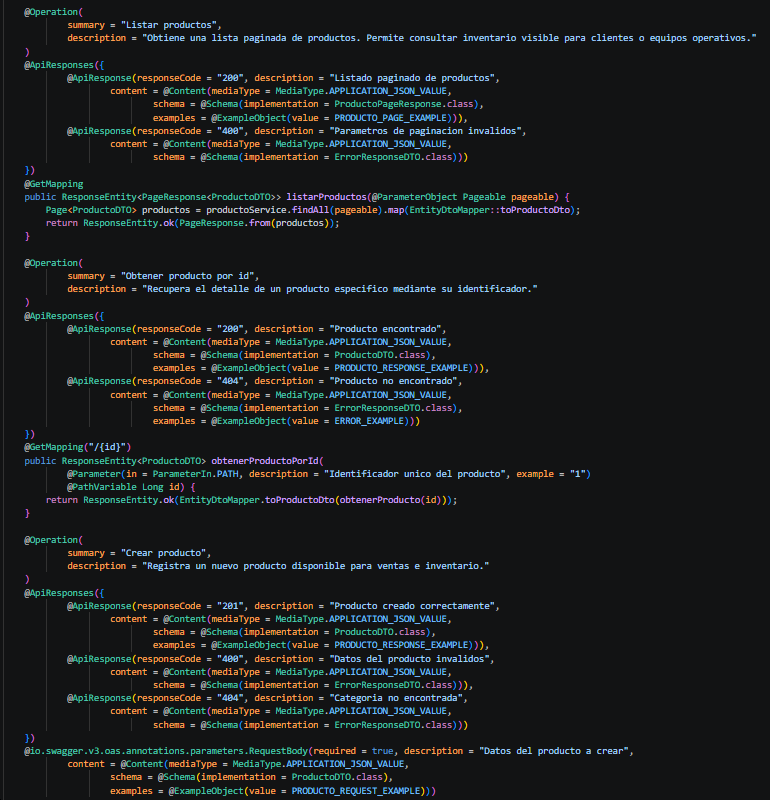 @Operation(
summary = "Listar productos",
description = "Obtiene una lista paginada de productos. Permite consultar inventario visible para clientes o equipos operativos."
)
@ApiResponses({
@ApiResponse(responseCode = "200", description = "Listado paginado de productos",
content = @Content(mediaType = MediaType.APPLICATION_JSON_VALUE,
schema = @Schema(implementation = ProductoPageResponse.class),
examples = @ExampleObject(value = PRODUCTO_PAGE_EXAMPLE))),
@ApiResponse(responseCode = "400", description = "Parametros de paginacion invalidos",
content = @Content(mediaType = MediaType.APPLICATION_JSON_VALUE,
schema = @Schema(implementation = ErrorResponseDTO.class)))
})
@GetMapping
public ResponseEntity<PageResponse<ProductoDTO>> listarProductos(@ParameterObject Pageable pageable) {
Page<ProductoDTO> productos = productoService.findAll(pageable).map(EntityDtoMapper::toProductoDto);
return ResponseEntity.ok(PageResponse.from(productos));
}
@Operation(
summary = "Obtener producto por id",
description = "Recupera el detalle de un producto especifico mediante su identificador."
)
@ApiResponses({
@ApiResponse(responseCode = "200", description = "Producto encontrado",
content = @Content(mediaType = MediaType.APPLICATION_JSON_VALUE,
schema = @Schema(implementation = ProductoDTO.class),
examples = @ExampleObject(value = PRODUCTO_RESPONSE_EXAMPLE))),
@ApiResponse(responseCode = "404", description = "Producto no encontrado",
content = @Content(mediaType = MediaType.APPLICATION_JSON_VALUE,
schema = @Schema(implementation = ErrorResponseDTO.class),
examples = @ExampleObject(value = ERROR_EXAMPLE)))
})
@GetMapping("/{id}")
public ResponseEntity<ProductoDTO> obtenerProductoPorId(
@Parameter(in = ParameterIn.PATH, description = "Identificador unico del producto", example = "1")
@PathVariable Long id) {
return ResponseEntity.ok(EntityDtoMapper.toProductoDto(obtenerProducto(id)));
}
@Operation(
summary = "Crear producto",
description = "Registra un nuevo producto disponible para ventas e inventario."
)
@ApiResponses({
@ApiResponse(responseCode = "201", description = "Producto creado correctamente",
content = @Content(mediaType = MediaType.APPLICATION_JSON_VALUE,
schema = @Schema(implementation = ProductoDTO.class),
examples = @ExampleObject(value = PRODUCTO_RESPONSE_EXAMPLE))),
@ApiResponse(responseCode = "400", description = "Datos del producto invalidos",
content = @Content(mediaType = MediaType.APPLICATION_JSON_VALUE,
schema = @Schema(implementation = ErrorResponseDTO.class))),
@ApiResponse(responseCode = "404", description = "Categoria no encontrada",
content = @Content(mediaType = MediaType.APPLICATION_JSON_VALUE,
schema = @Schema(implementation = ErrorResponseDTO.class)))
})
@io.swagger.v3.oas.annotations.parameters.RequestBody(required = true, description = "Datos del producto a crear",
content = @Content(mediaType = MediaType.APPLICATION_JSON_VALUE,
schema = @Schema(implementation = ProductoDTO.class),
examples = @ExampleObject(value = PRODUCTO_REQUEST_EXAMPLE)))